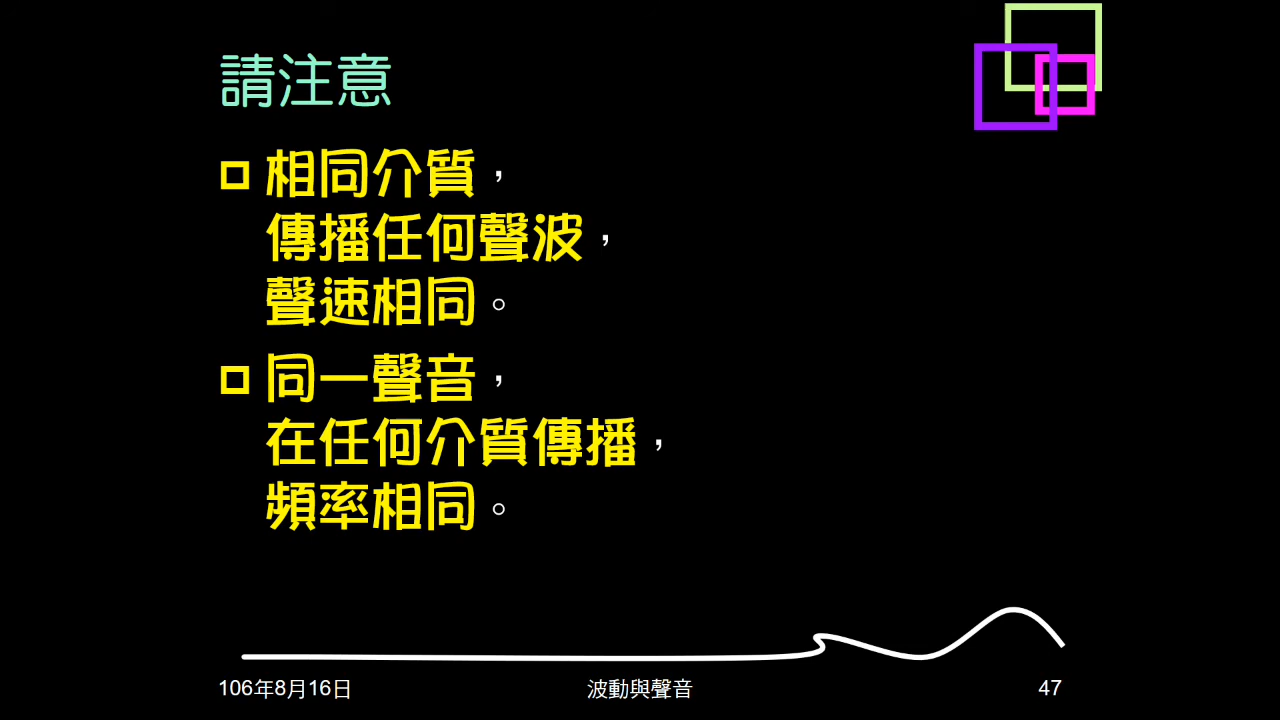 請注意
相同介質，
傳播任何聲波，
聲速相同。
同一聲音，
在任何介質傳播，
頻率相同。
106年8月16日
波動與聲音
47